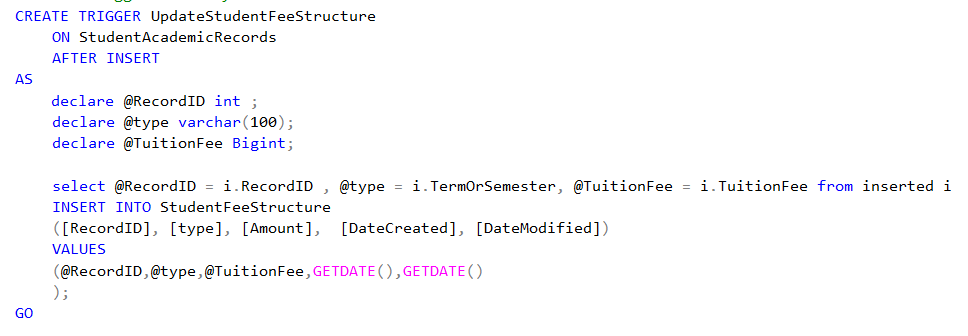 CREATE TRIGGER UpdateStudentFeeStructure
ON StudentAcademicRecords
AFTER INSERT
AS
declare @RecordID int ;
declare @type varchar(100);
declare @TuitionFee Bigint;
select @RecordID = i.RecordID , @type = i.TermOrSemester, @TuitionFee = i.TuitionFee from inserted i
INSERT INTO StudentFeeStructure
([RecordID], [type], [Amount],  [DateCreated], [DateModified])
VALUES
(@RecordID,@type,@TuitionFee,GETDATE(),GETDATE()
);
GO